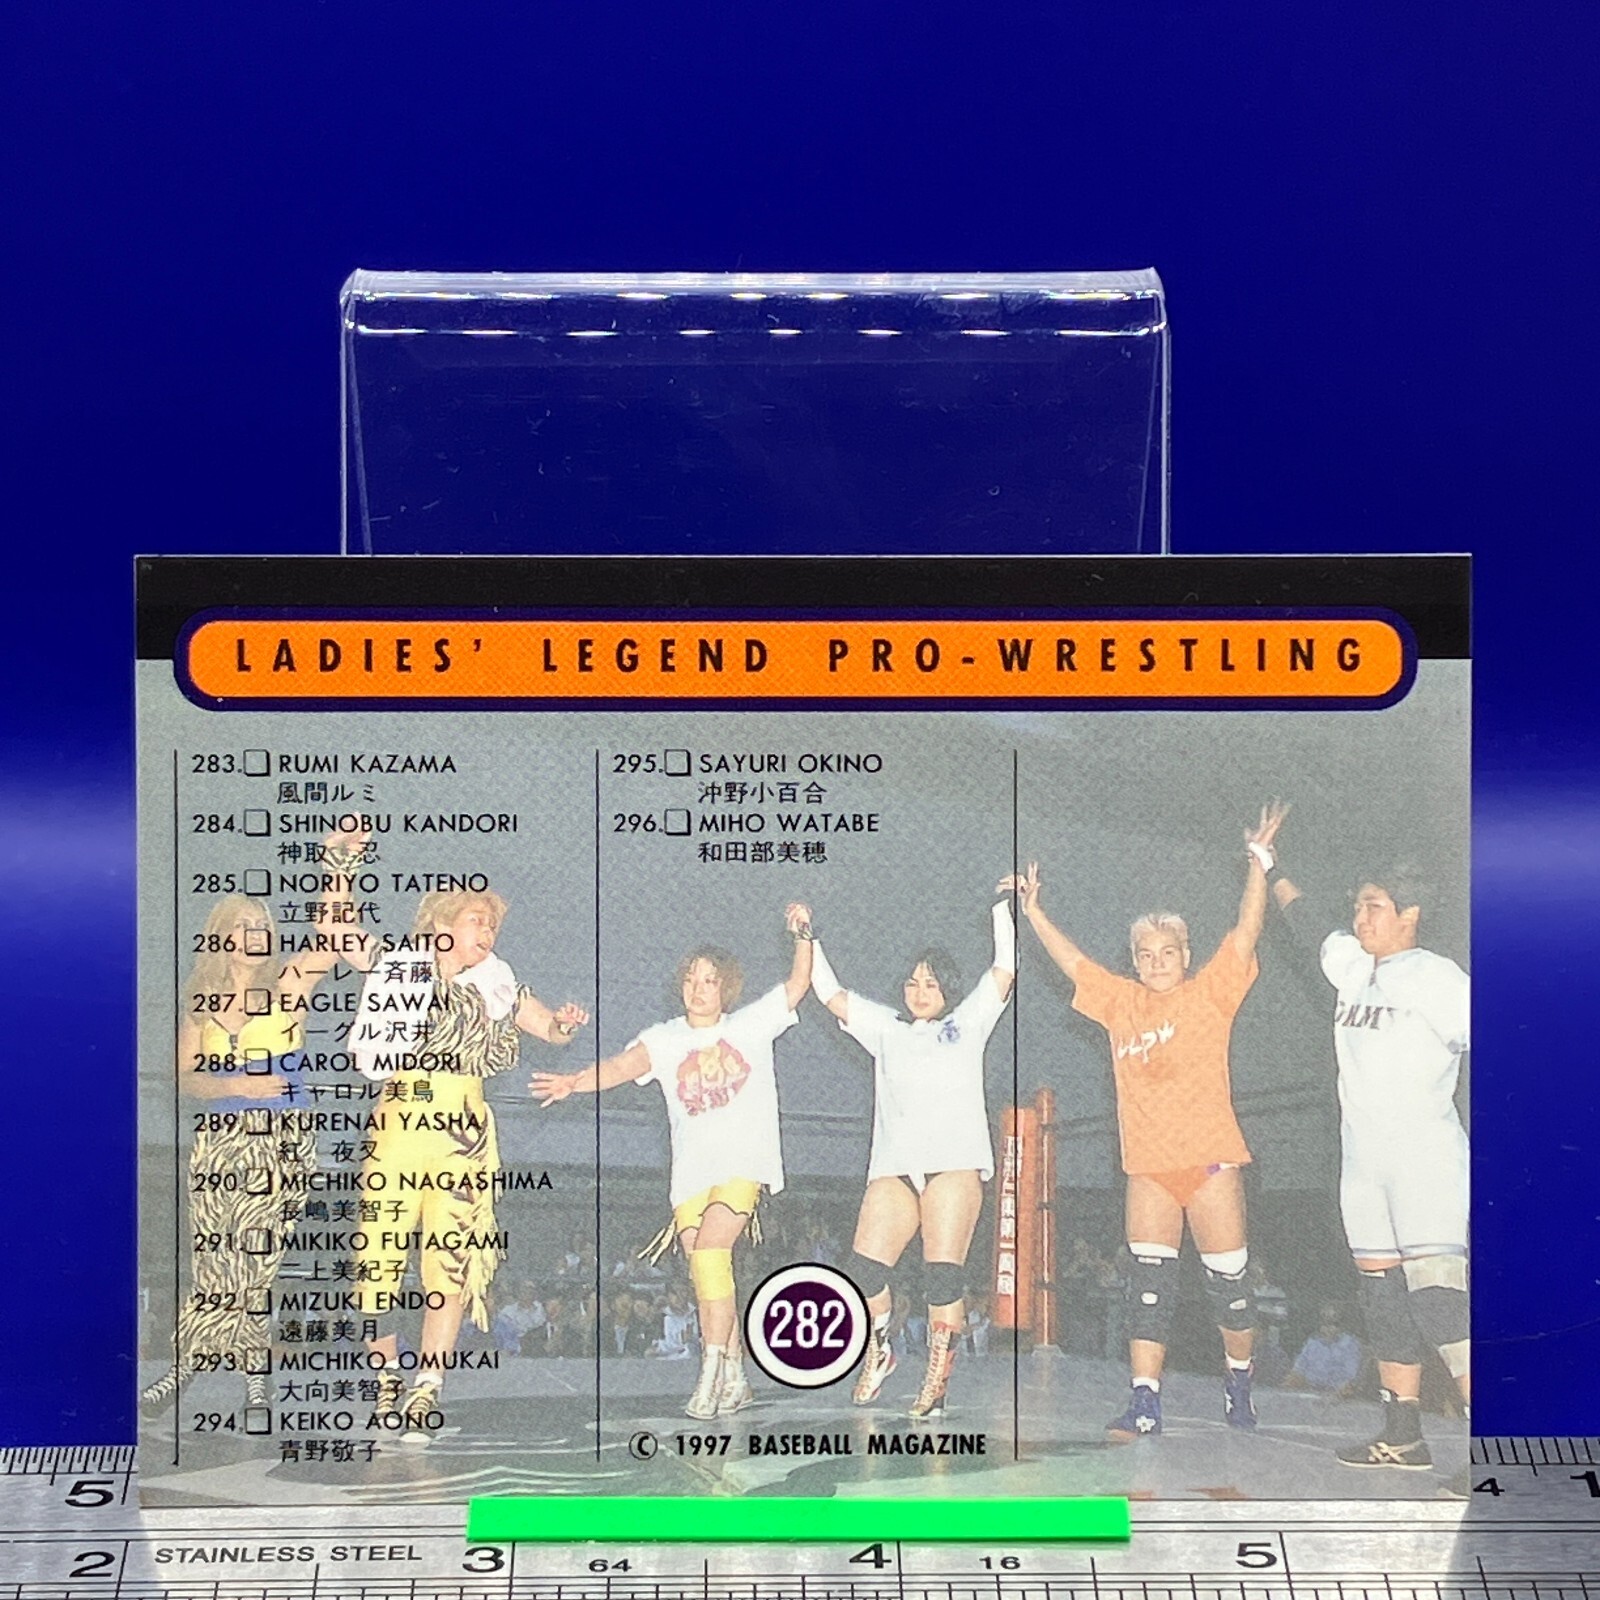 LADIES' LEGEND PRO-WRESTLING
283. RUMI KAZAMA
風間ルミ
284. SHINOBU KANDORI
神取 忍
285. NORIYO TATENO
立野記代
286. HARLEY SAITO
ハーレー斉藤
287. EAGLE SAWAI
イーグル沢井
288. CAROL MIDORI
キャロル美鳥
289. KURENAI YASHA
紅 夜叉
290. MICHIKO NAGASHIMA
長嶋美智子
291. MIKIKO FUTAGAMI
二上美紀子
292. MIZUKI ENDO
遠藤美月
293. MICHIKO OMUKAI
大向美智子
294. KEIKO AONO
青野敬子
295. SAYURI OKINO
沖野小百合
296. MIHO WATABE
和田部美穂
LLPW
282
© 1997 BASEBALL MAGAZINE
5
4
1
2
STAINLESS STEEL
3
64
4
16
5